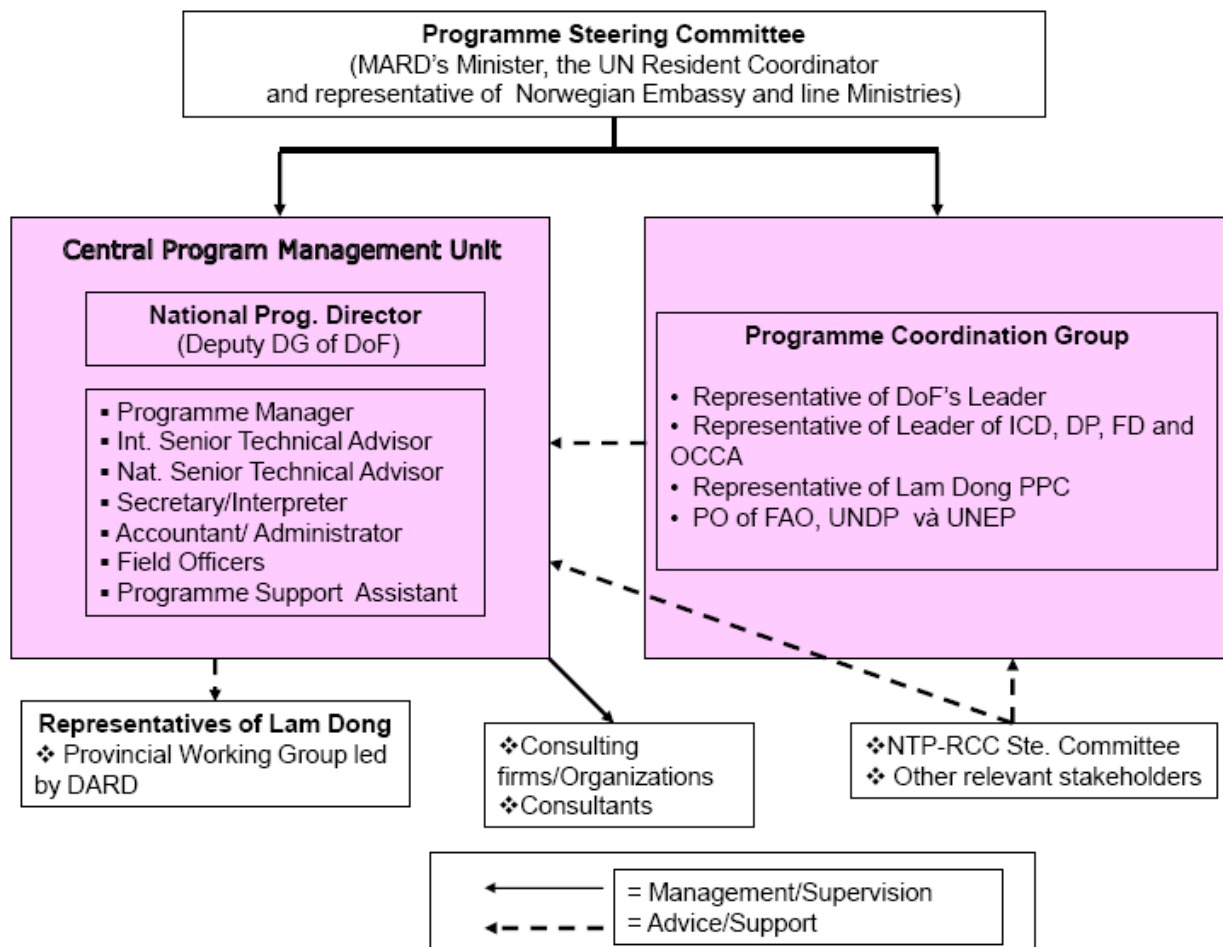 Programme Steering Committee
(MARD's Minister, the UN Resident Coordinator
and representative of Norwegian Embassy and line Ministries)
Central Program Management Unit
National Prog. Director
(Deputy DG of DoF)
▪ Programme Manager
▪ Int. Senior Technical Advisor
▪ Nat. Senior Technical Advisor
▪ Secretary/Interpreter
▪ Accountant/ Administrator
▪ Field Officers
▪ Programme Support Assistant
Programme Coordination Group
• Representative of DoF's Leader
• Representative of Leader of ICD, DP, FD and
OCCA
• Representative of Lam Dong PPC
• PO of FAO, UNDP và UNEP
Representatives of Lam Dong
❖ Provincial Working Group led
by DARD
❖Consulting
firms/Organizations
❖Consultants
❖NTP-RCC Ste. Committee
❖ Other relevant stakeholders
= Management/Supervision
= Advice/Support